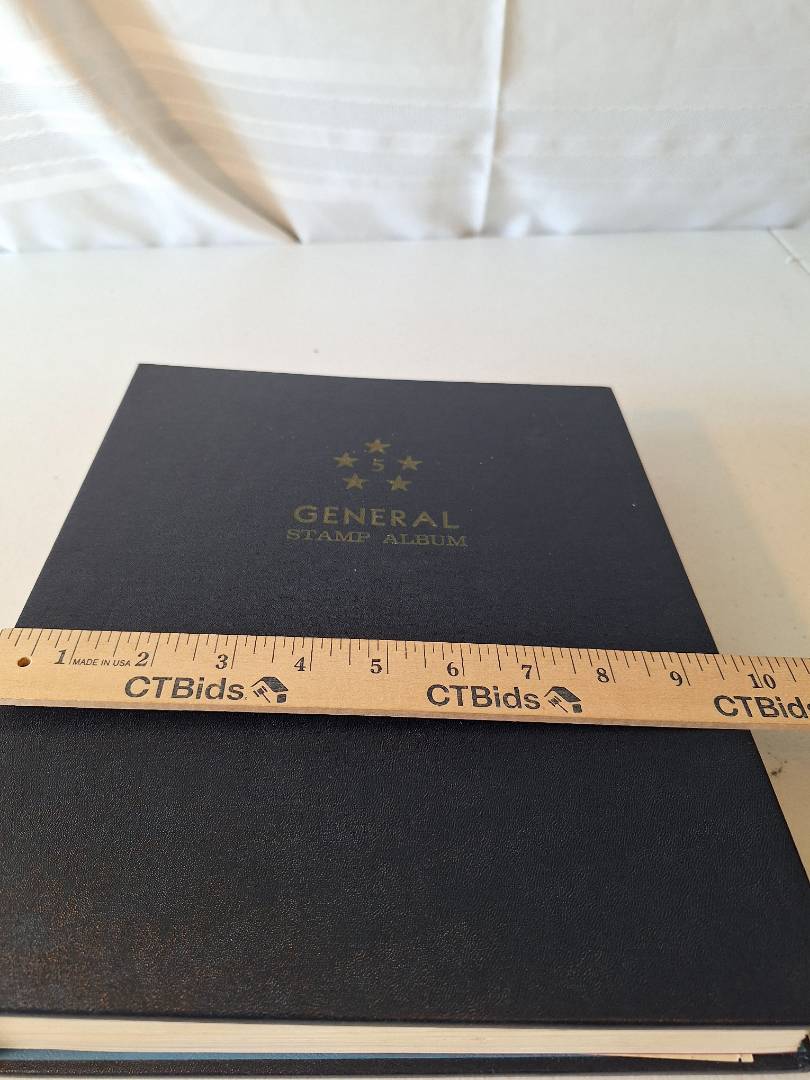 5
GENERAL
STAMP ALBUM
1 MADE IN USA 2 3 4 5 6 7 8 9 10
CTBids CTBids CTBids